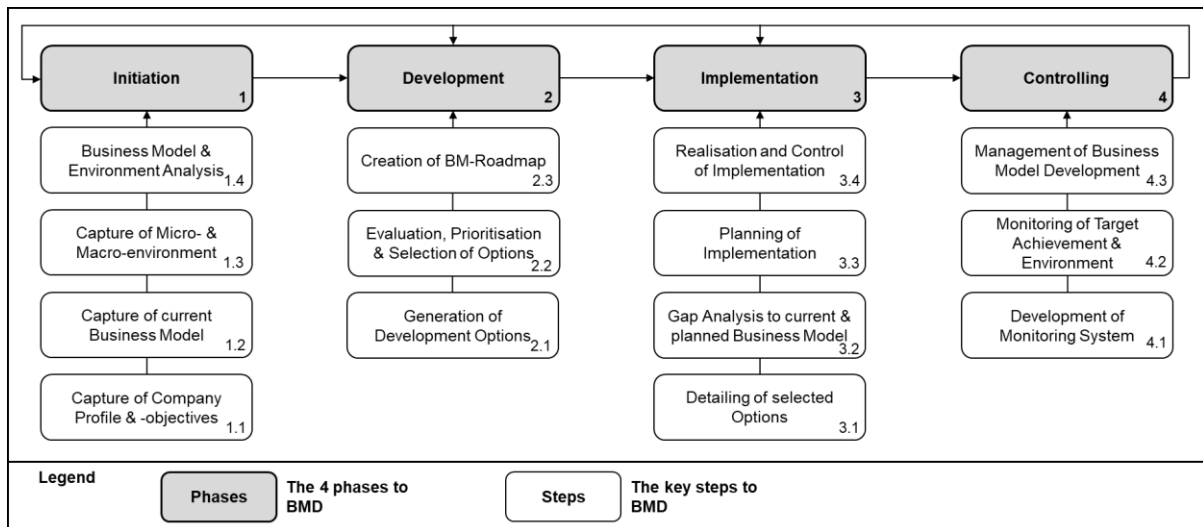 Initiation
1
Development
2
Implementation
3
Controlling
4
Business Model &
Environment Analysis
1.4
Creation of BM-Roadmap
2.3
Realisation and Control
of Implementation
3.4
Management of Business
Model Development
4.3
Capture of Micro- &
Macro-environment
1.3
Evaluation, Prioritisation
& Selection of Options
2.2
Planning of
Implementation
3.3
Monitoring of Target
Achievement &
Environment
4.2
Capture of current
Business Model
1.2
Generation of
Development Options
2.1
Gap Analysis to current &
planned Business Model
3.2
Development of
Monitoring System
4.1
Capture of Company
Profile & -objectives
1.1
Detailing of selected
Options
3.1
Legend
Phases
The 4 phases to
BMD
Steps
The key steps to
BMD